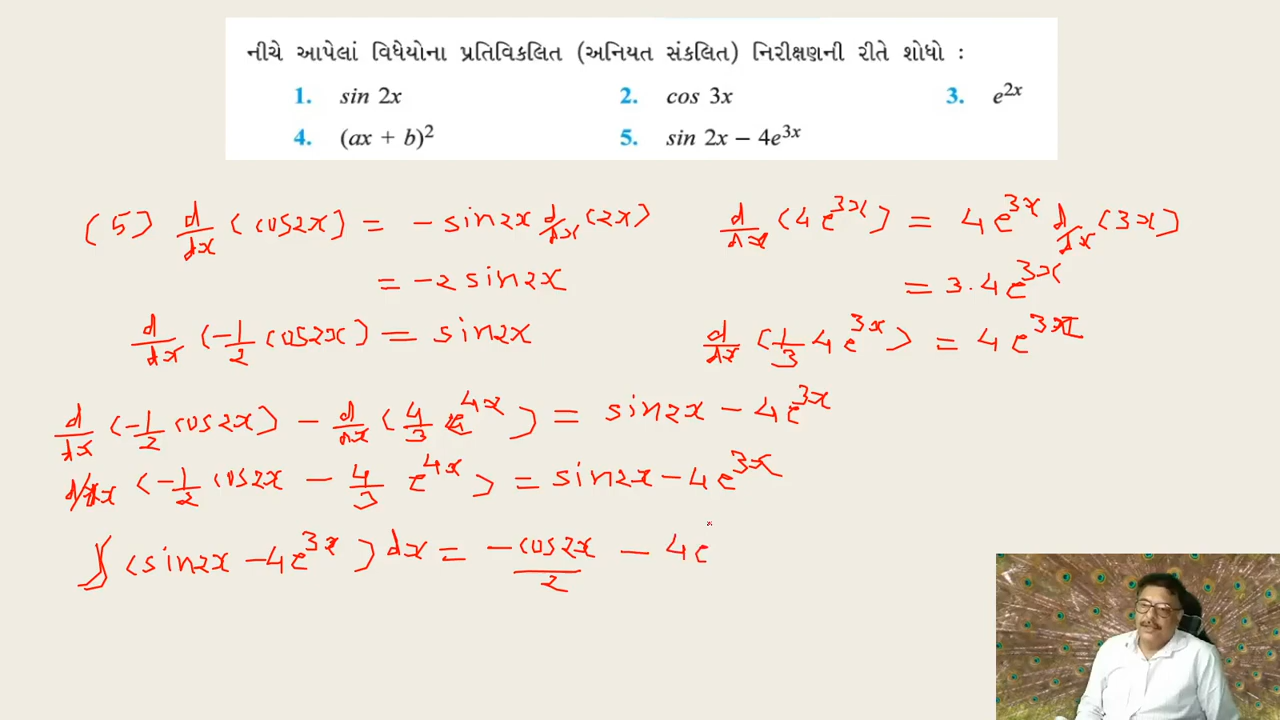 નીચે આપેલાં વિધેયોના પ્રતિવિકલિત (અનિયત સંકલિત) નિરીક્ષણની રીતે શોધો :
1. sin 2x 2. cos 3x 3. e^{2x}
4. (ax + b)^2 5. sin 2x – 4e^{3x}
(5) d/dx (cos2x) = -sin2x d/dx (2x)
= -2 sin2x
d/dx (-1/2 cos2x) = sin2x
d/dx (4e^{3x}) = 4e^{3x} d/dx (3x)
= 3.4e^{3x}
d/dx (1/3 4e^{3x}) = 4e^{3x}
d/dx (-1/2 cos2x) - d/dx (4/3 e^{4x}) = sin2x - 4e^{3x}
d/dx (-1/2 cos2x - 4/3 e^{4x}) = sin2x - 4e^{3x}
∫ (sin2x - 4e^{3x}) dx = -cos2x/2 - 4e